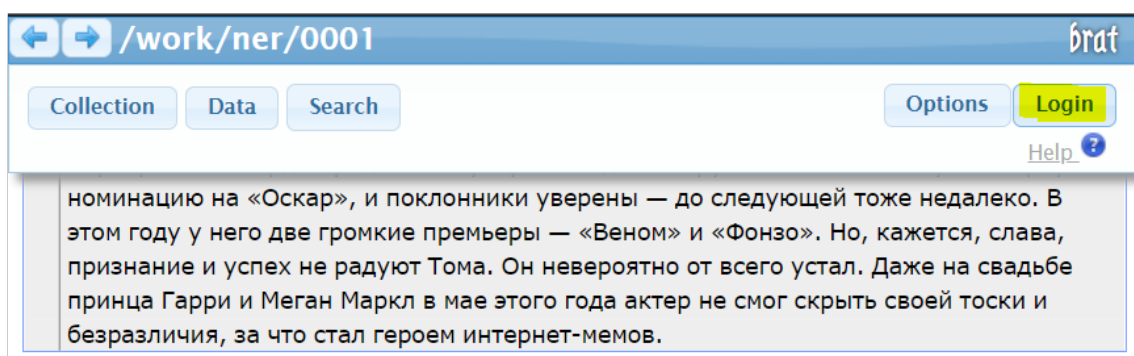 /work/ner/0001 brat
Collection Data Search Options Login
Help ?
номинацию на «Оскар», и поклонники уверены — до следующей тоже недалеко. В
этом году у него две громкие премьеры — «Веном» и «Фонзо». Но, кажется, слава,
признание и успех не радуют Тома. Он невероятно от всего устал. Даже на свадьбе
принца Гарри и Меган Маркл в мае этого года актер не смог скрыть своей тоски и
безразличия, за что стал героем интернет-мемов.